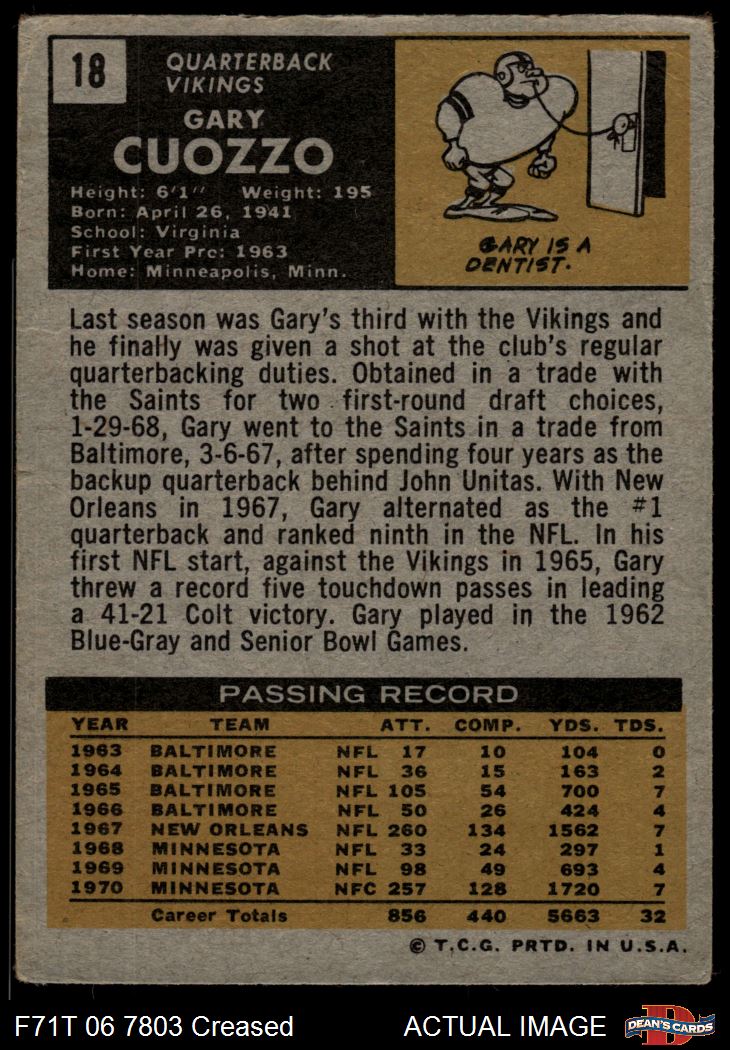 18
QUARTERBACK
VIKINGS
GARY
CUOZZO
Height: 6'1" Weight: 195
Born: April 26, 1941
School: Virginia
First Year Pro: 1963
Home: Minneapolis, Minn.
GARY IS A
DENTIST.
Last season was Gary's third with the Vikings and
he finally was given a shot at the club's regular
quarterbacking duties. Obtained in a trade with
the Saints for two first-round draft choices,
1-29-68, Gary went to the Saints in a trade from
Baltimore, 3-6-67, after spending four years as the
backup quarterback behind John Unitas. With New
Orleans in 1967, Gary alternated as the #1
quarterback and ranked ninth in the NFL. In his
first NFL start, against the Vikings in 1965, Gary
threw a record five touchdown passes in leading
a 41-21 Colt victory. Gary played in the 1962
Blue-Gray and Senior Bowl Games.
PASSING RECORD
YEAR TEAM ATT. COMP. YDS. TDS.
1963 BALTIMORE NFL 17 10 104 0
1964 BALTIMORE NFL 36 15 163 2
1965 BALTIMORE NFL 105 54 700 7
1966 BALTIMORE NFL 50 26 424 4
1967 NEW ORLEANS NFL 260 134 1562 7
1968 MINNESOTA NFL 33 24 297 1
1969 MINNESOTA NFL 98 49 693 4
1970 MINNESOTA NFC 257 128 1720 7
Career Totals 856 440 5663 32
© T.C.G. PRTD. IN U.S.A.
F71T 06 7803 Creased ACTUAL IMAGE
D
DEAN'S CARDS